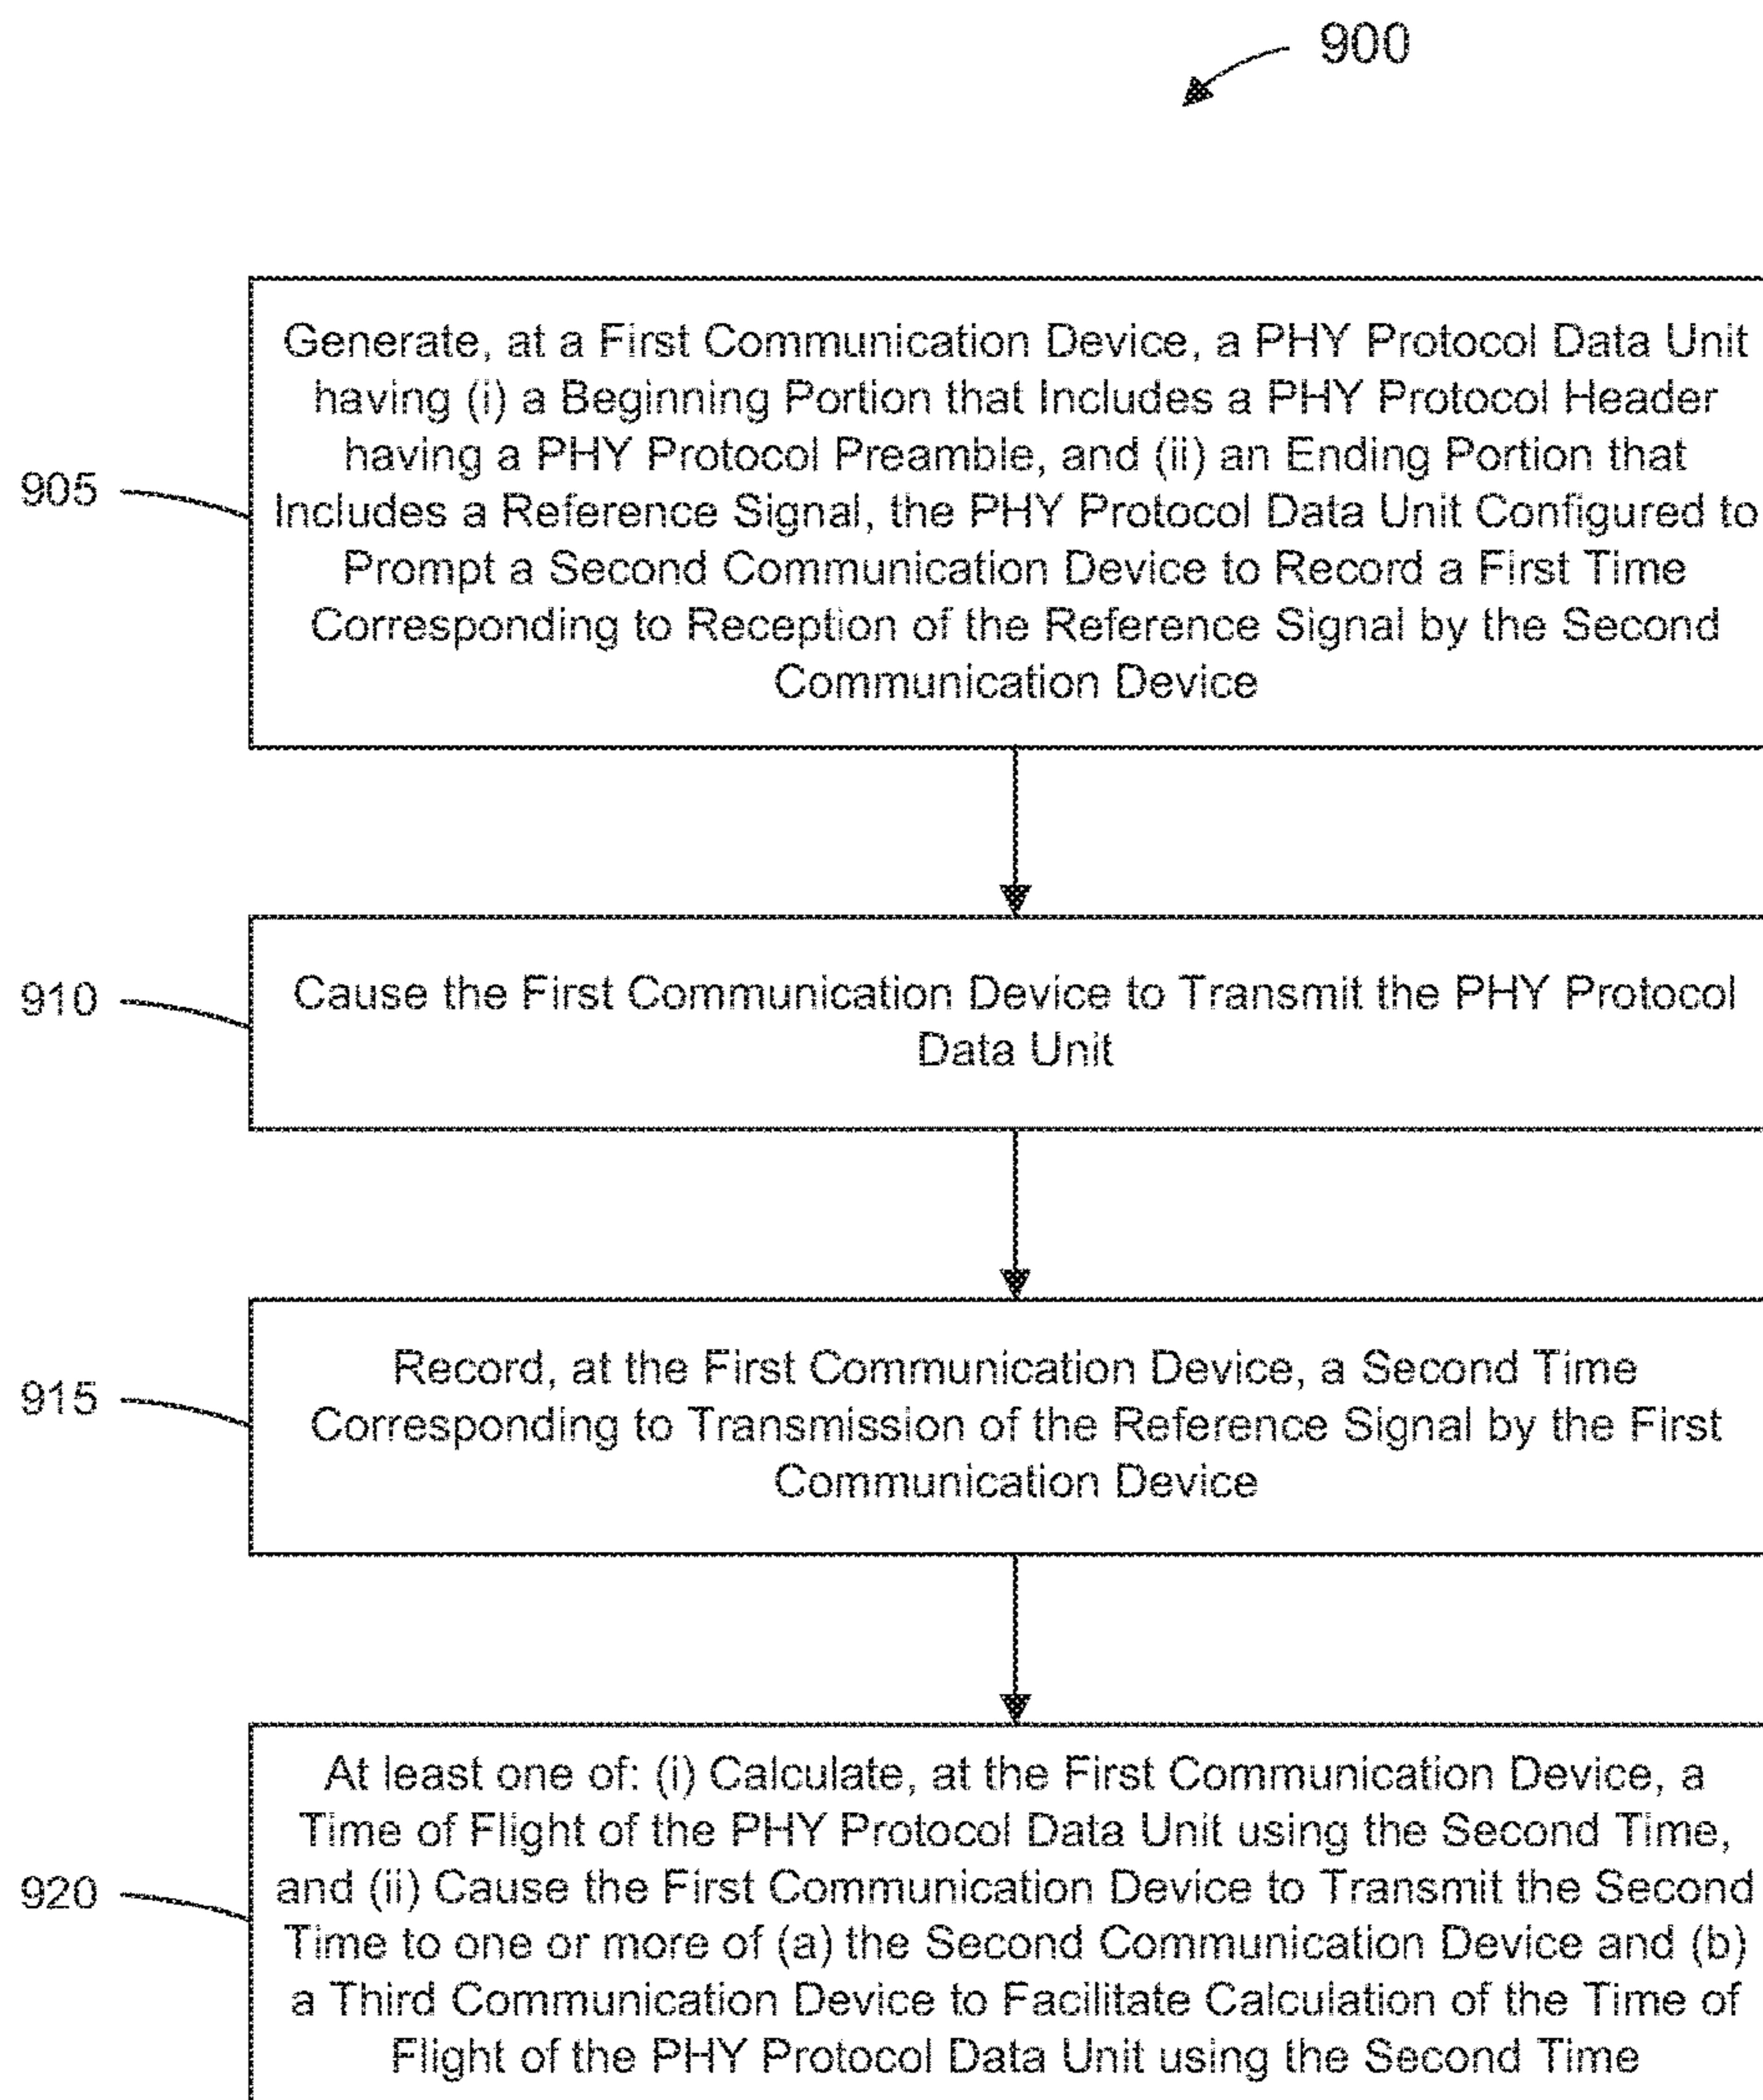 900
Generate, at a First Communication Device, a PHY Protocol Data Unit
having (i) a Beginning Portion that Includes a PHY Protocol Header
having a PHY Protocol Preamble, and (ii) an Ending Portion that
Includes a Reference Signal, the PHY Protocol Data Unit Configured to
Prompt a Second Communication Device to Record a First Time
Corresponding to Reception of the Reference Signal by the Second
Communication Device
905
Cause the First Communication Device to Transmit the PHY Protocol
Data Unit
910
Record, at the First Communication Device, a Second Time
Corresponding to Transmission of the Reference Signal by the First
Communication Device
915
At least one of: (i) Calculate, at the First Communication Device, a
Time of Flight of the PHY Protocol Data Unit using the Second Time,
and (ii) Cause the First Communication Device to Transmit the Second
Time to one or more of (a) the Second Communication Device and (b)
a Third Communication Device to Facilitate Calculation of the Time of
Flight of the PHY Protocol Data Unit using the Second Time
920